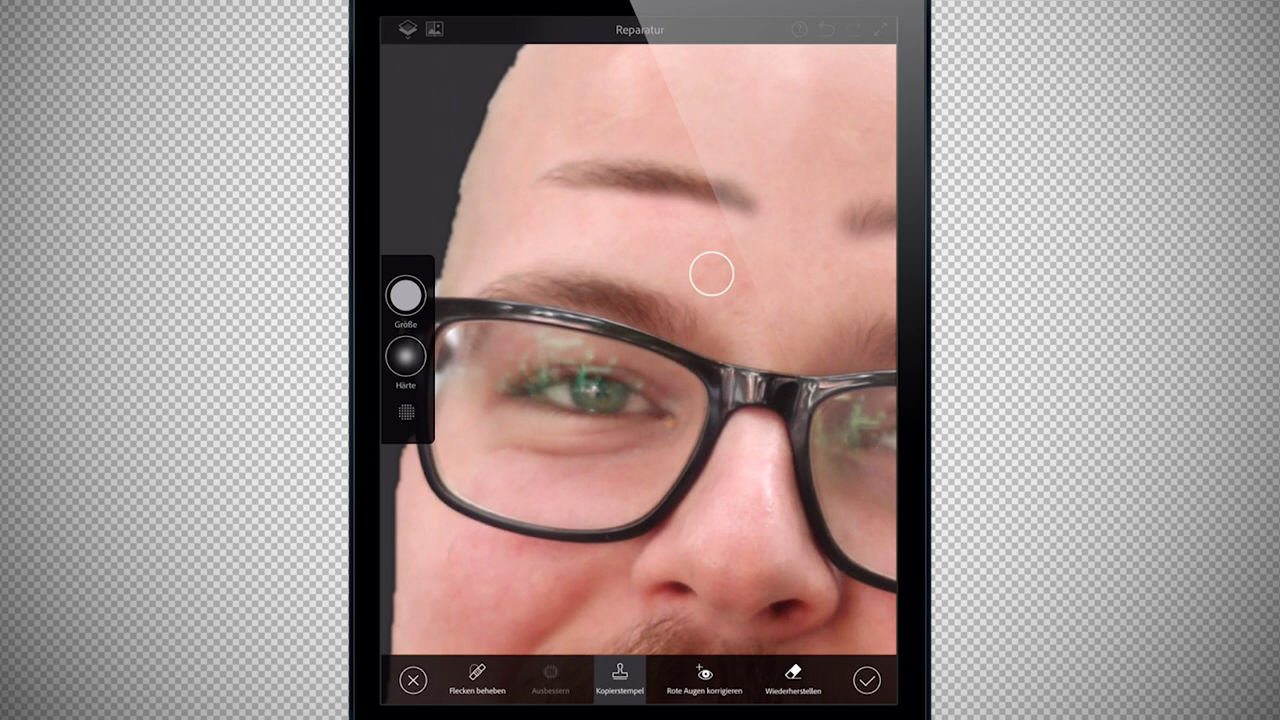 Reparatur
Größe
Härte
Flecken beheben
Ausbessern
Kopierstempel
Rote Augen korrigieren
Wiederherstellen